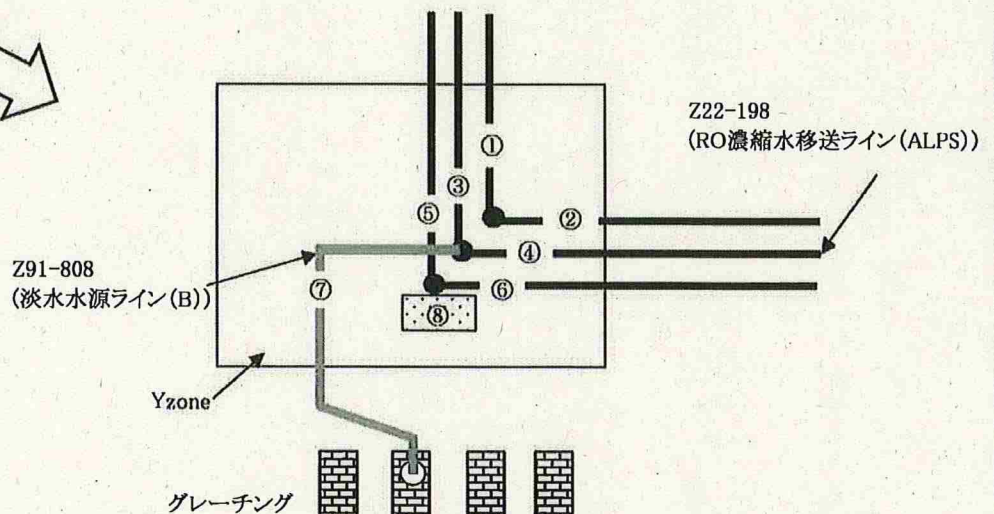 Z22-198
(RO濃縮水移送ライン(ALPS))
①
③
⑤
②
④
⑥
Z91-808
(淡水水源ライン(B))
⑦
⑧
Yzone
グレーチング